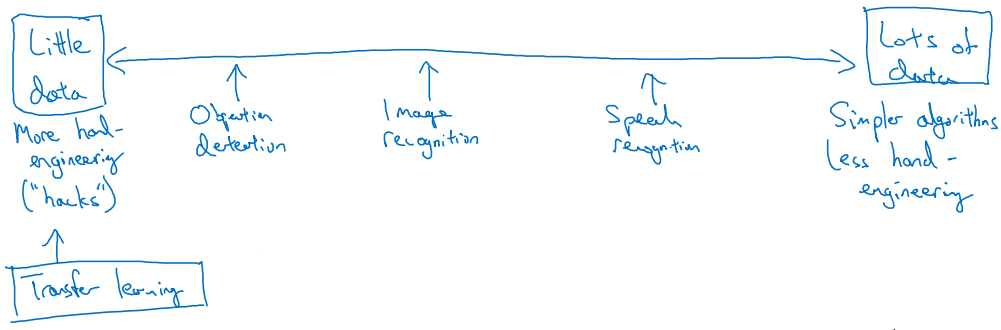 Little
data
More hand-
engineering
("hacks")
Transfer learning
detection
Image
recognition
Speech
recognition
Lots of
data
Simpler algorithms
Less hand-
engineering